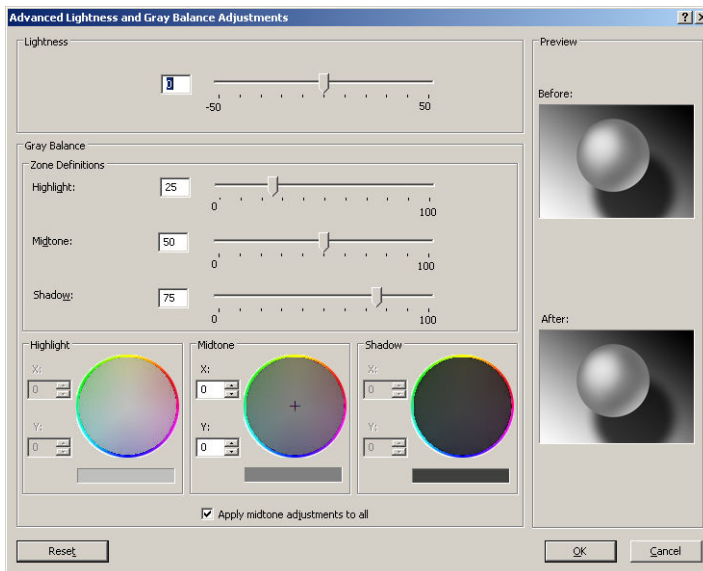 Advanced Lightness and Gray Balance Adjustments
Lightness
0
-50 50
Gray Balance
Zone Definitions
Highlight: 25
0 100
Midtone: 50
0 100
Shadow: 75
0 100
Highlight
X:
0
Y:
0
Midtone
X:
0
Y:
0
Shadow
X:
0
Y:
0
Apply midtone adjustments to all
Preview
Before:
After:
Reset
OK
Cancel